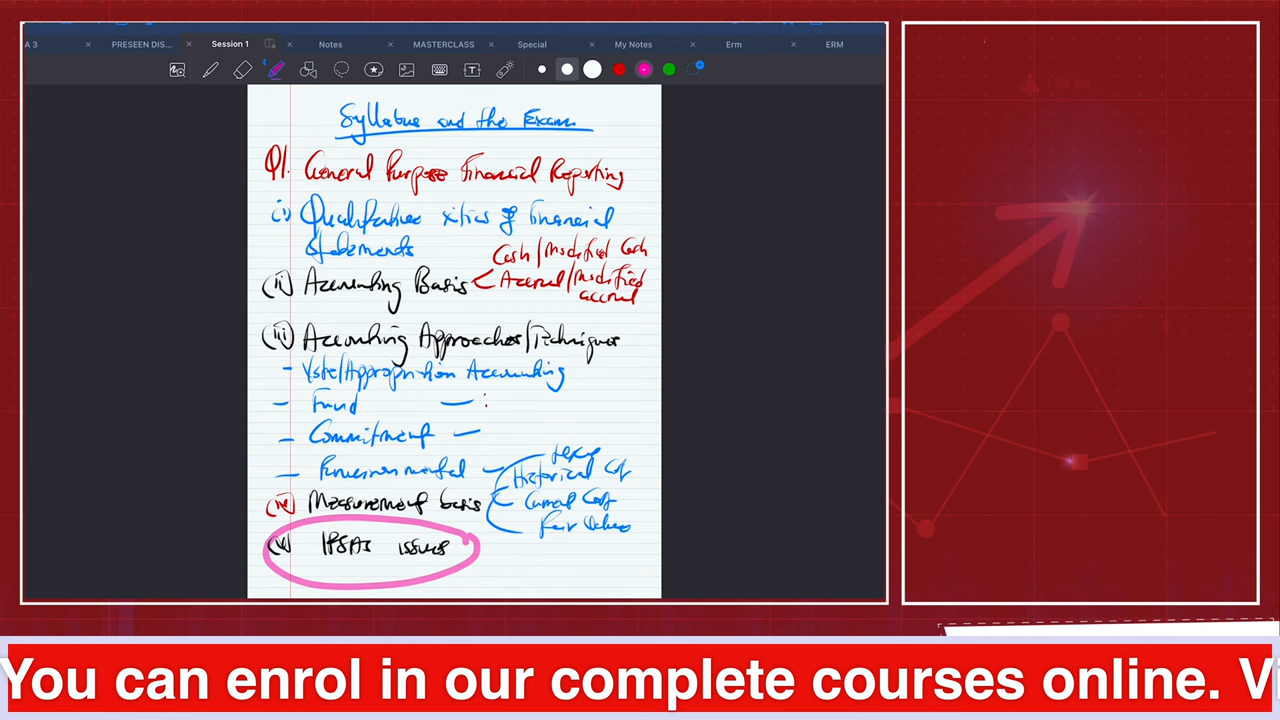 A 3 PRESEEN DIS... Session 1 Notes MASTERCLASS Special My Notes Erm ERM
138.64
Syllabus and the Exam
Q1. General Purpose Financial Reporting
(i) Qualitative of Financial
Statements
Cash/Modified Cash
(ii) Accounting Basis < Accrual/Modified
accrual
(iii) Accounting Approaches/Techniques
- Vote/Appropriation Accounting
- Fund - :
- Commitment -
-
Historical Cost
(iv) Measurement basis Current Cost
Fair Value
(v) IPSAS issues
You can enrol in our complete courses online. Vi